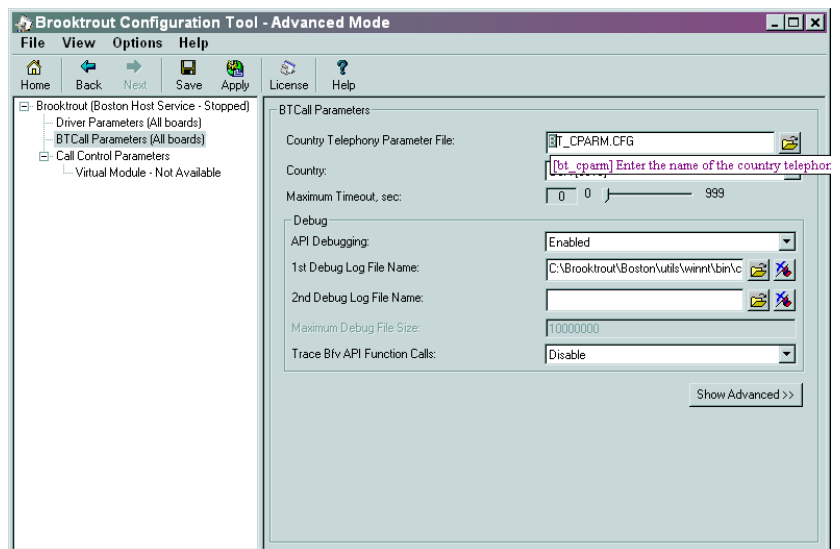 Brooktrout Configuration Tool - Advanced Mode
File View Options Help
Home Back Next Save Apply License Help
Brooktrout (Boston Host Service - Stopped)
Driver Parameters (All boards)
BTCall Parameters (All boards)
Call Control Parameters
Virtual Module - Not Available
BTCall Parameters
Country Telephony Parameter File: BT_CPARM.CFG
[bt_cparm] Enter the name of the country telephon
Country:
Maximum Timeout, sec: 0 0 999
Debug
API Debugging: Enabled
1st Debug Log File Name: C:\Brooktrout\Boston\utils\winnt\bin\c
2nd Debug Log File Name:
Maximum Debug File Size: 10000000
Trace Bfv API Function Calls: Disable
Show Advanced >>